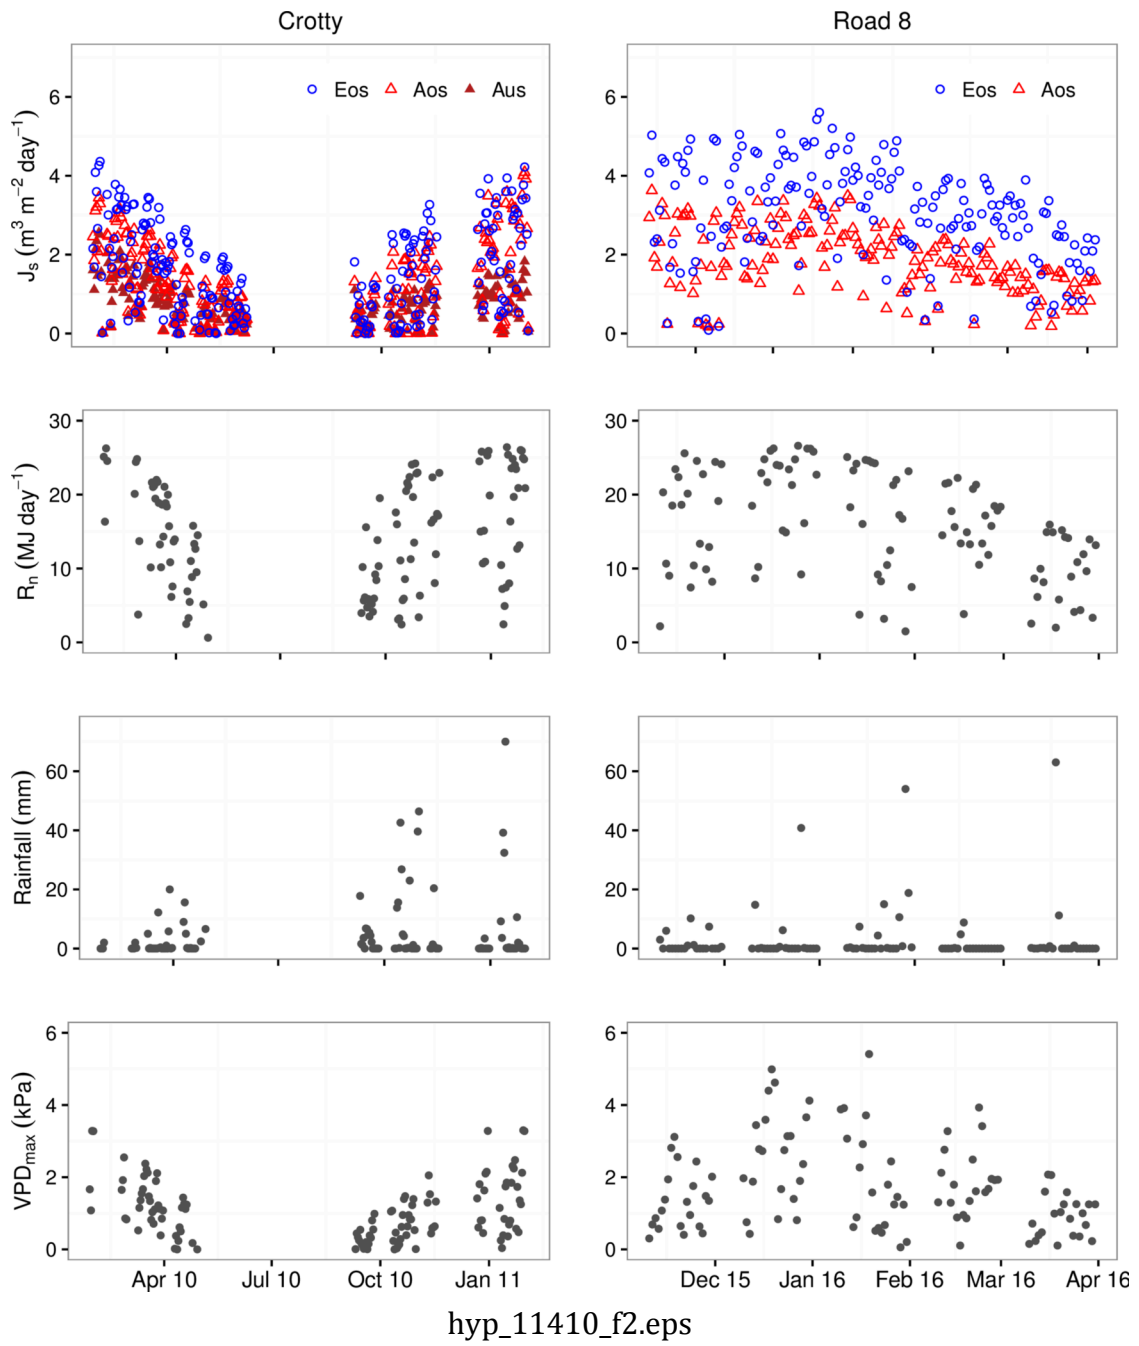 Crotty
Road 8
Eos Aos Aus
Eos Aos
Jₛ (m³ m⁻² day⁻¹)
6
4
2
0
6
4
2
0
Rₙ (MJ day⁻¹)
30
20
10
0
30
20
10
0
Rainfall (mm)
60
40
20
0
60
40
20
0
VPDmax (kPa)
6
4
2
0
6
4
2
0
Apr 10 Jul 10 Oct 10 Jan 11
Dec 15 Jan 16 Feb 16 Mar 16 Apr 16
hyp_11410_f2.eps